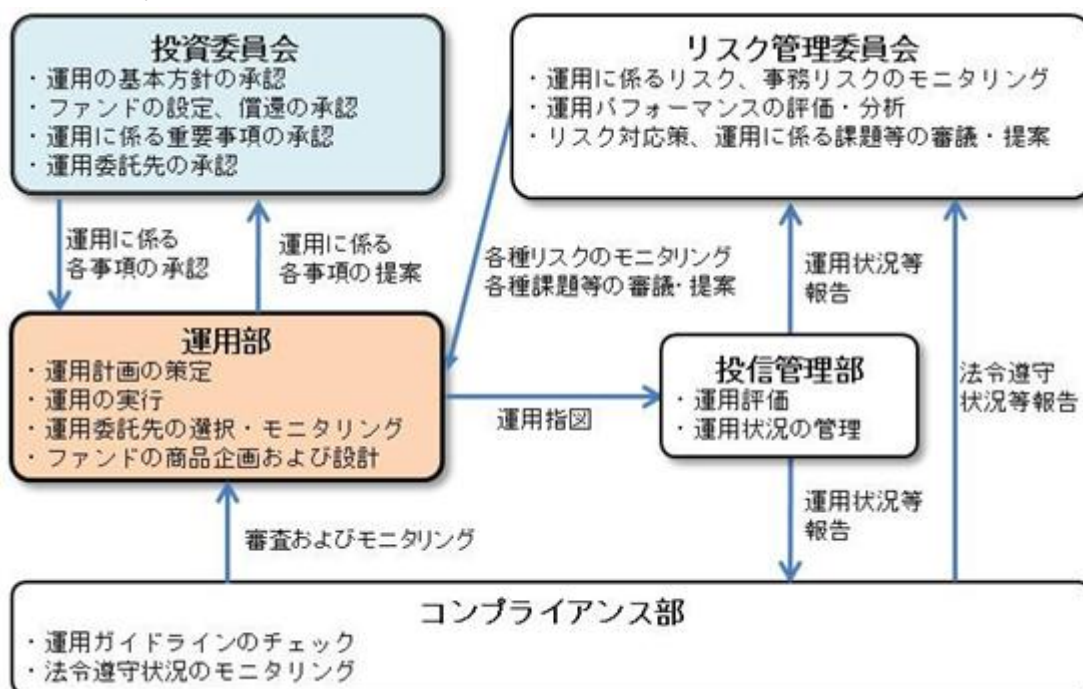 投資委員会
・運用の基本方針の承認
・ファンドの設定、償還の承認
・運用に係る重要事項の承認
・運用委託先の承認
リスク管理委員会
・運用に係るリスク、事務リスクのモニタリング
・運用パフォーマンスの評価・分析
・リスク対応策、運用に係る課題等の審議・提案
運用に係る
各事項の承認
運用に係る
各事項の提案
各種リスクのモニタリング
各種課題等の審議・提案
運用状況等
報告
運用部
・運用計画の策定
・運用の実行
・運用委託先の選択・モニタリング
・ファンドの商品企画および設計
運用指図
投信管理部
・運用評価
・運用状況の管理
法令遵守
状況等報告
審査およびモニタリング
運用状況等
報告
コンプライアンス部
・運用ガイドラインのチェック
・法令遵守状況のモニタリング